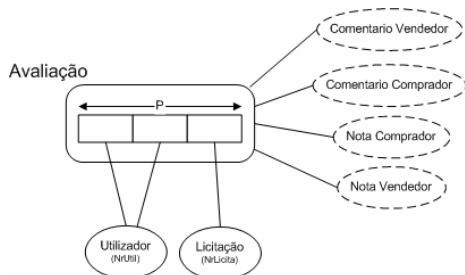 Comentario Vendedor
Avaliação
Comentario Comprador
P
Nota Comprador
Nota Vendedor
Utilizador
(NrUtil)
Licitação
(NrLicita)